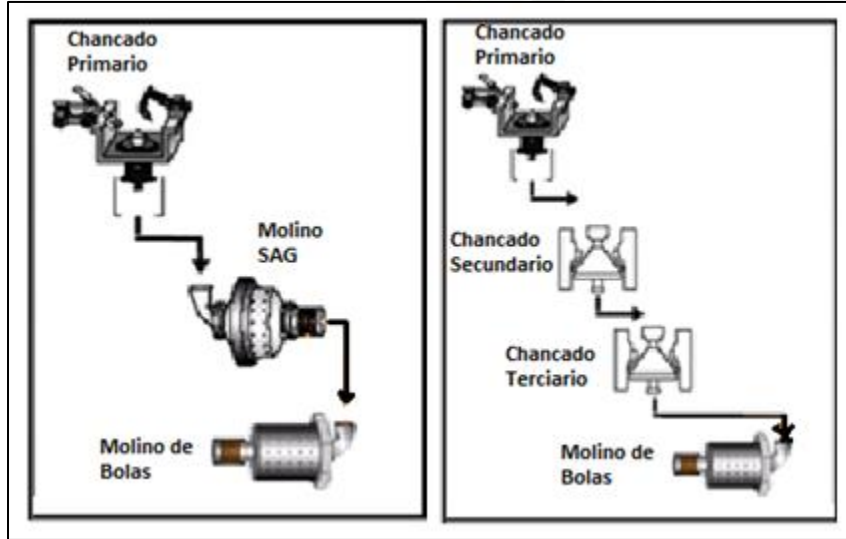 Chancado
Primario
Molino
SAG
Molino de
Bolas
Chancado
Primario
Chancado
Secundario
Chancado
Terciario
Molino de
Bolas